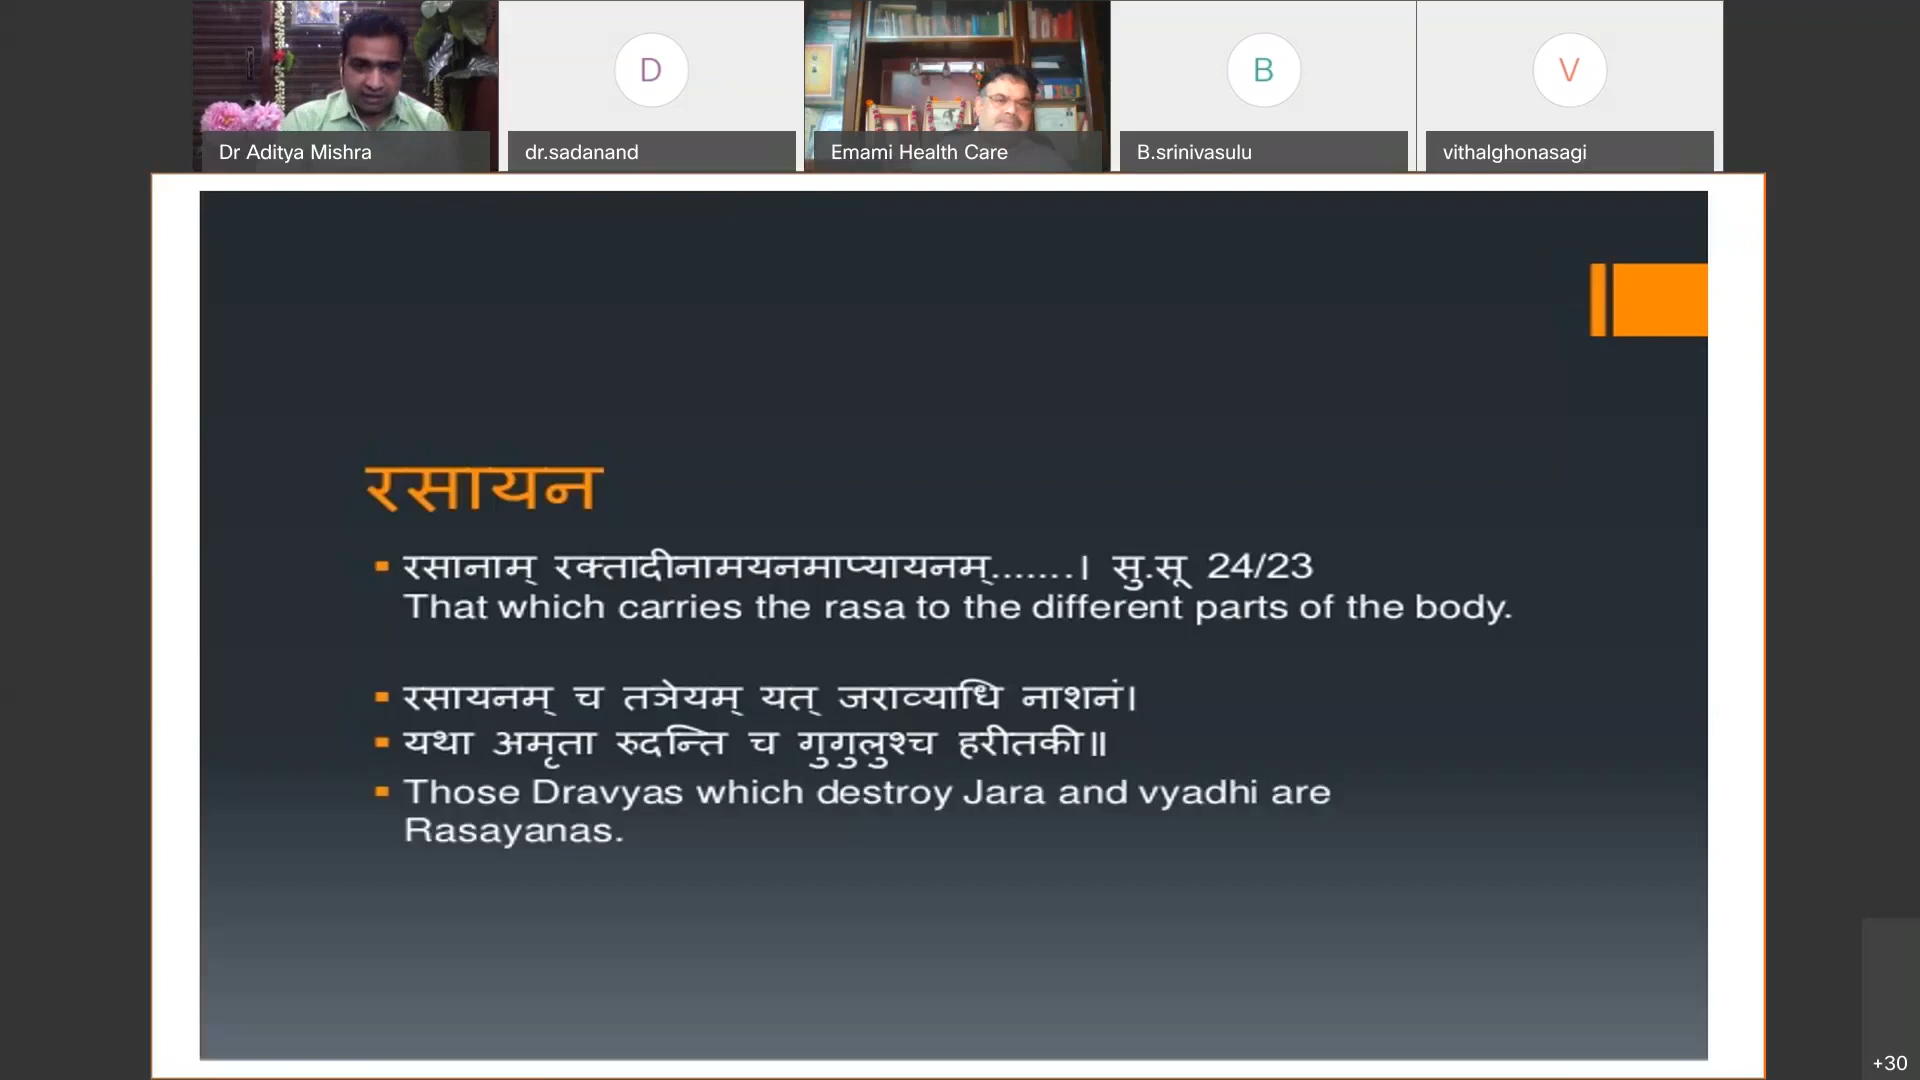 D
B
V
Dr Aditya Mishra
dr.sadanand
Emami Health Care
B.srinivasulu
vithalghonasagi
रसायन
रसानाम् रक्तादीनामयनमाप्यायनम्.......। सु.सू 24/23
That which carries the rasa to the different parts of the body.
रसायनम् च तञेयम् यत् जराव्याधि नाशनं।
यथा अमृता रुदन्ति च गुगुलुश्च हरीतकी॥
Those Dravyas which destroy Jara and vyadhi are
Rasayanas.
+30